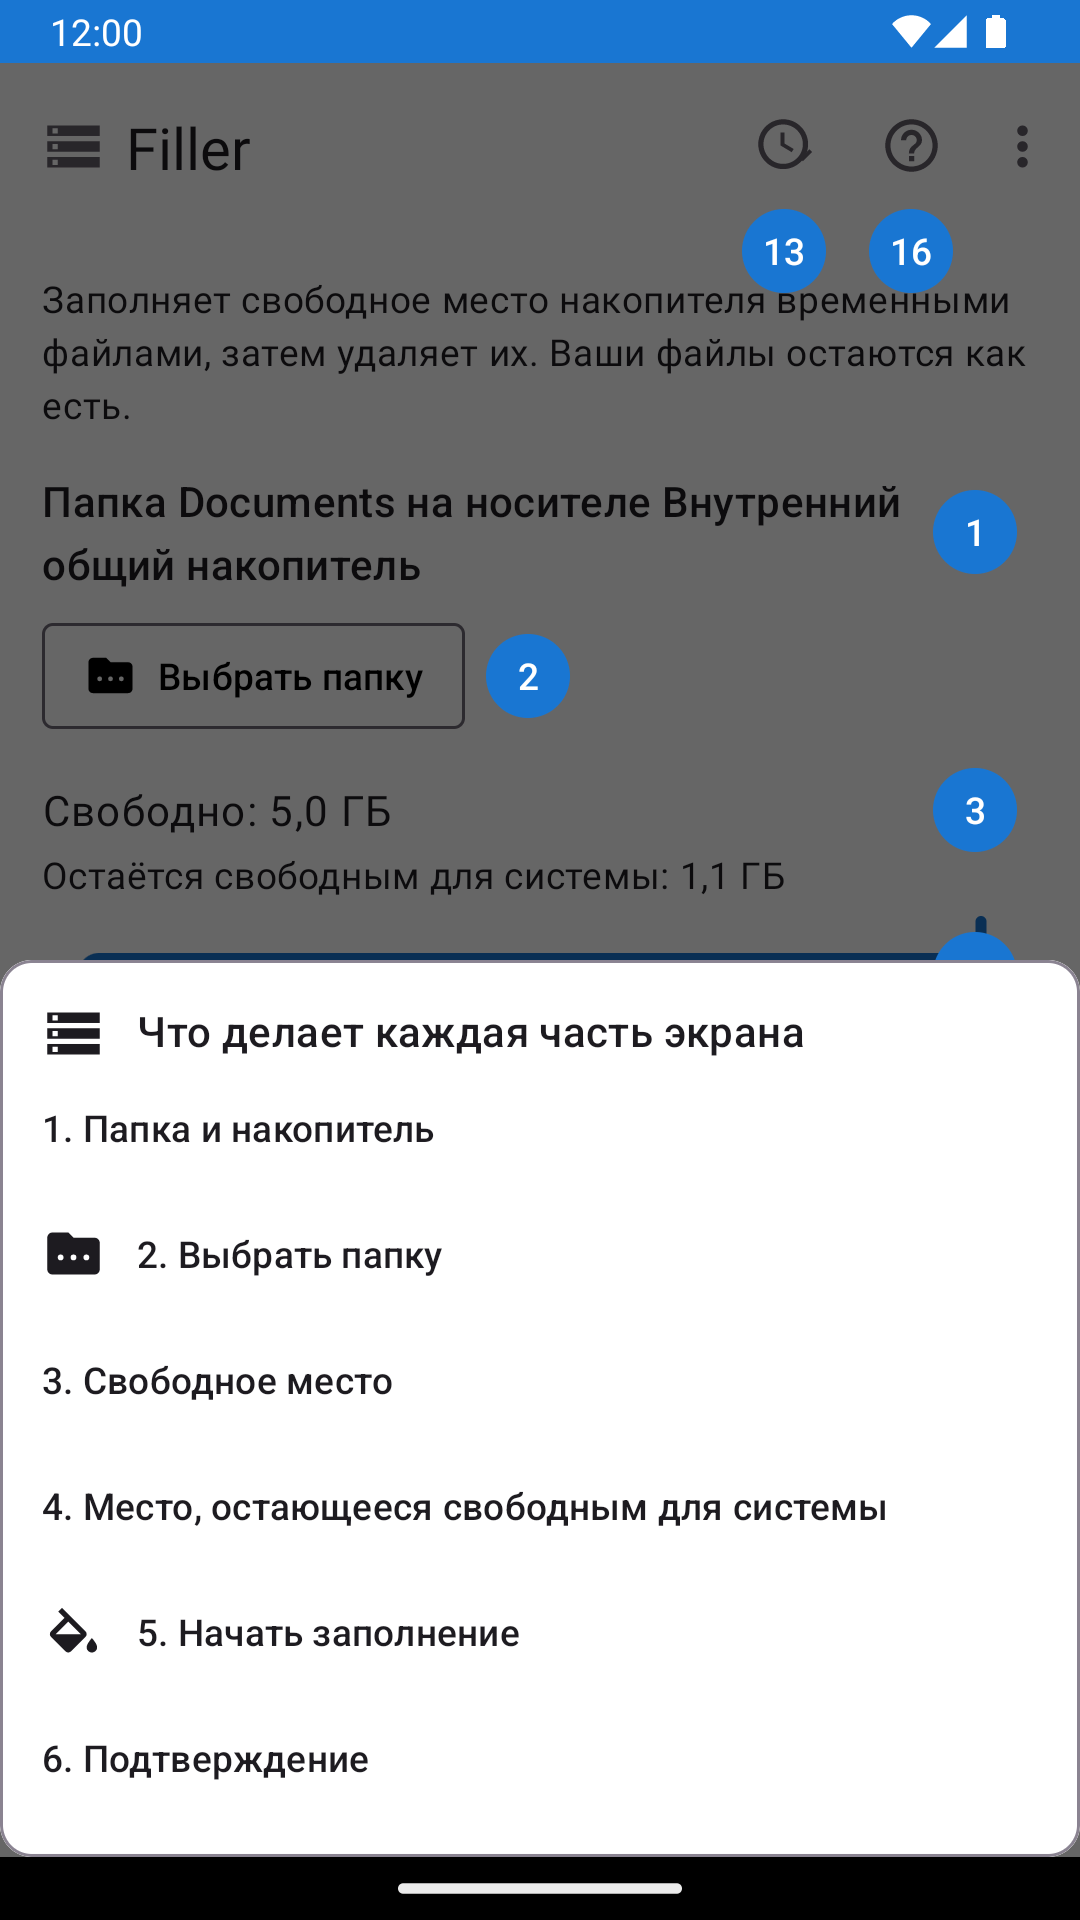 12:00
Filler
13
16
Заполняет свободное место накопителя временными
файлами, затем удаляет их. Ваши файлы остаются как
есть.
Папка Documents на носителе Внутренний
общий накопитель
1
Выбрать папку
2
Свободно: 5,0 ГБ
3
Остаётся свободным для системы: 1,1 ГБ
Что делает каждая часть экрана
1. Папка и накопитель
2. Выбрать папку
3. Свободное место
4. Место, остающееся свободным для системы
5. Начать заполнение
6. Подтверждение